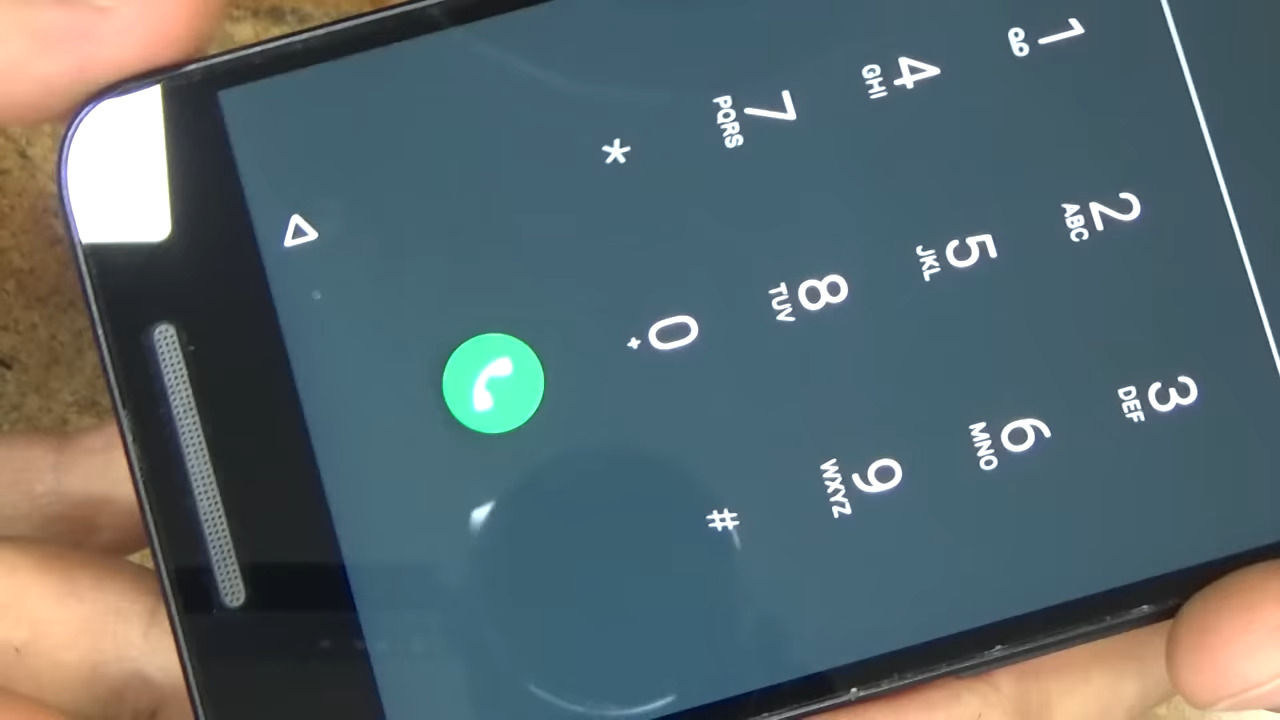 1 2 3
ABC DEF
4 5 6
GHI JKL MNO
7 8 9
PQRS TUV WXYZ
* 0 #
+